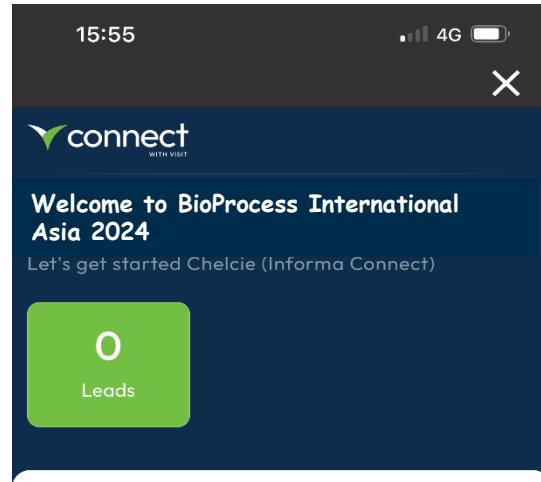 15:55
4G
connect
WITH VISIT
Welcome to BioProcess International
Asia 2024
Let's get started Chelcie (Informa Connect)
0
Leads